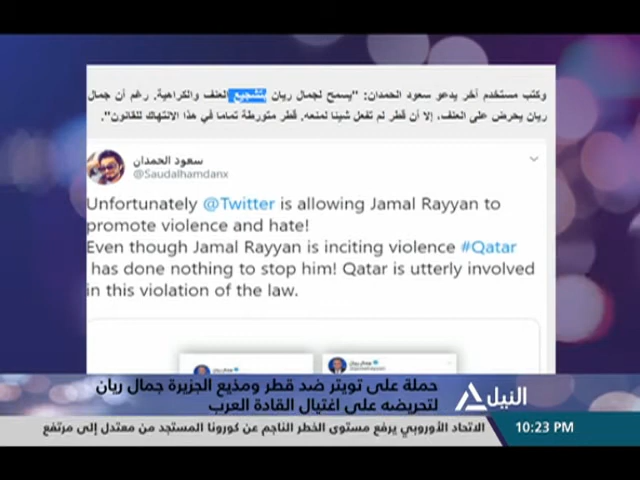 وكتب مستخدم آخر يدعو سعود الحمدان: "يسمح لجمال ريان بتشجيع العنف والكراهية. رغم أن جمال
ريان يحرض على العنف، إلا أن قطر لم تفعل شينا لمنعه. قطر متورطة تماما في هذا الانتهاك للقانون".
سعود الحمدان
@Saudalhamdanx
Unfortunately @Twitter is allowing Jamal Rayyan to
promote violence and hate!
Even though Jamal Rayyan is inciting violence #Qatar
has done nothing to stop him! Qatar is utterly involved
in this violation of the law.
جمال ريان
جمال ريان
حملة على تويتر ضد قطر ومذيع الجزيرة جمال ريان
لتحريضه على اغتيال القادة العرب
النيل
الاتحاد الأوروبي يرفع مستوى الخطر الناجم عن كورونا المستجد من معتدل إلى مرتفع
10:23 PM